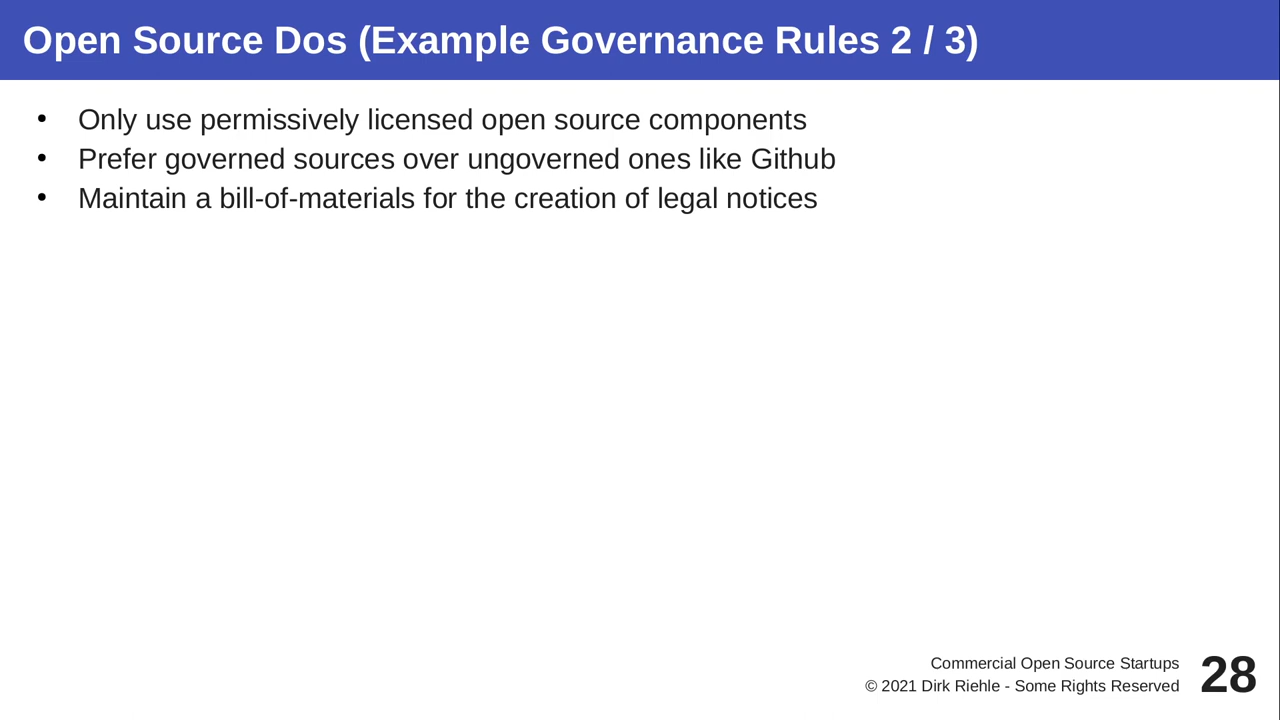 Open Source Dos (Example Governance Rules 2 / 3)
• Only use permissively licensed open source components
• Prefer governed sources over ungoverned ones like Github
• Maintain a bill-of-materials for the creation of legal notices
Commercial Open Source Startups
© 2021 Dirk Riehle - Some Rights Reserved
28